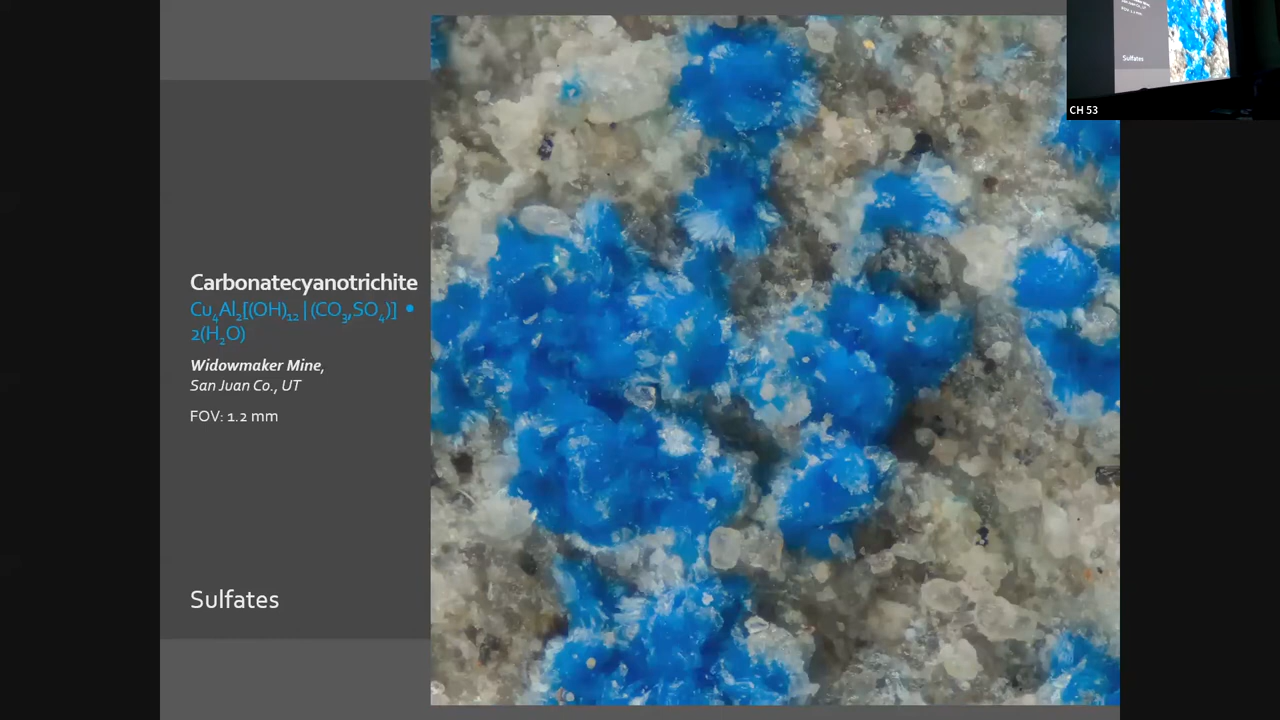 Carbonatecyanotrichite
Cu₄Al₂[(OH)₁₂|(CO₃,SO₄)] •
2(H₂O)
Widowmaker Mine,
San Juan Co., UT
FOV: 1.2 mm
Sulfates
Sulfates
CH 53